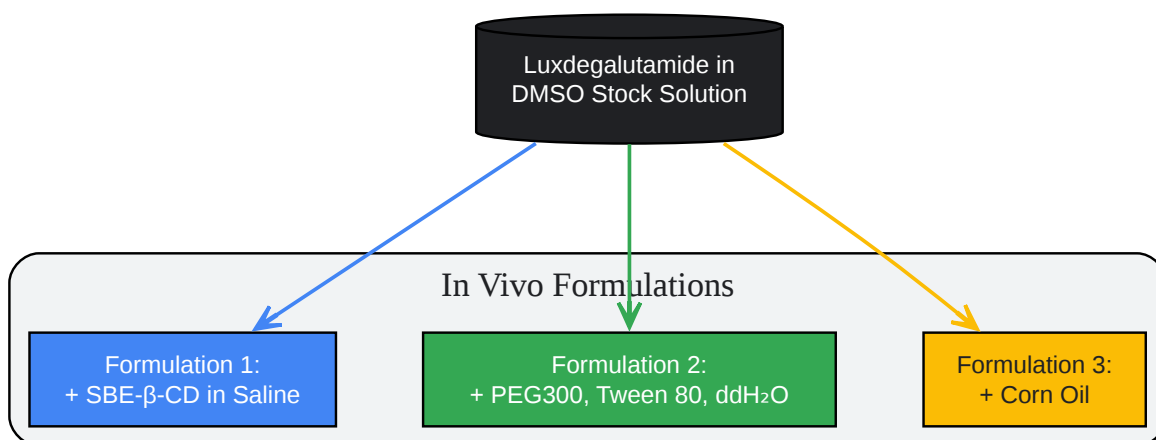 Luxdegalutamide in
DMSO Stock Solution
In Vivo Formulations
Formulation 1:
+ SBE-β-CD in Saline
Formulation 2:
+ PEG300, Tween 80, ddH₂O
Formulation 3:
+ Corn Oil